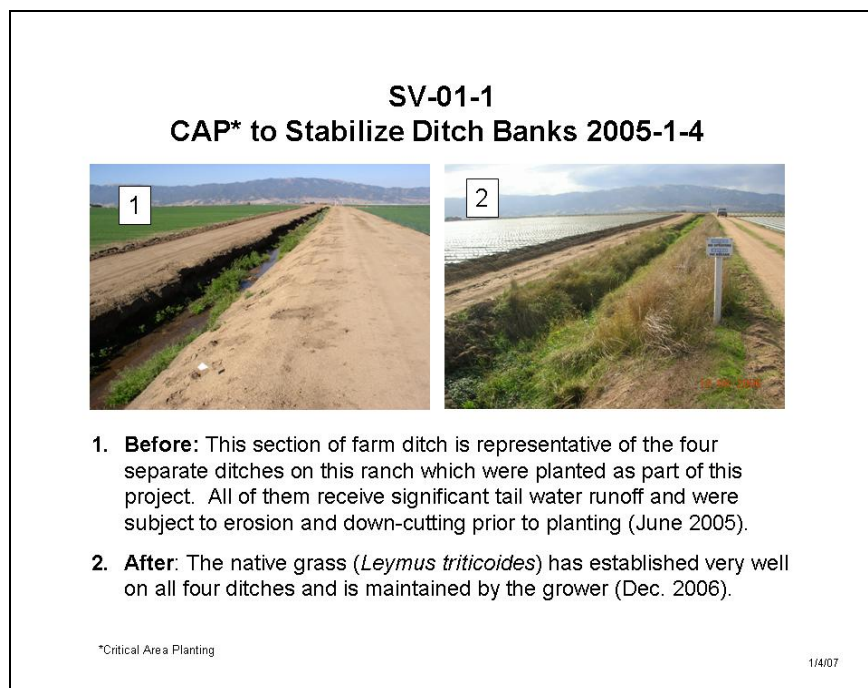 SV-01-1
CAP* to Stabilize Ditch Banks 2005-1-4
1
2
1. Before: This section of farm ditch is representative of the four
separate ditches on this ranch which were planted as part of this
project. All of them receive significant tail water runoff and were
subject to erosion and down-cutting prior to planting (June 2005).
2. After: The native grass (Leymus triticoides) has established very well
on all four ditches and is maintained by the grower (Dec. 2006).
*Critical Area Planting
1/4/07